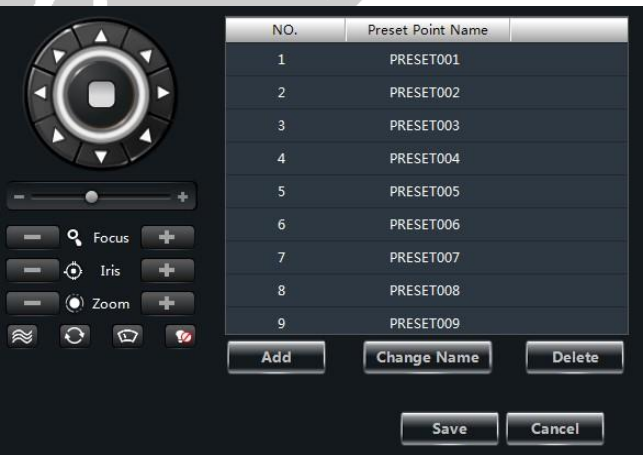 NO. Preset Point Name
1 PRESET001
2 PRESET002
3 PRESET003
4 PRESET004
5 PRESET005
6 PRESET006
7 PRESET007
8 PRESET008
9 PRESET009
- +
- Focus +
- Iris +
- Zoom +
Add Change Name Delete
Save Cancel